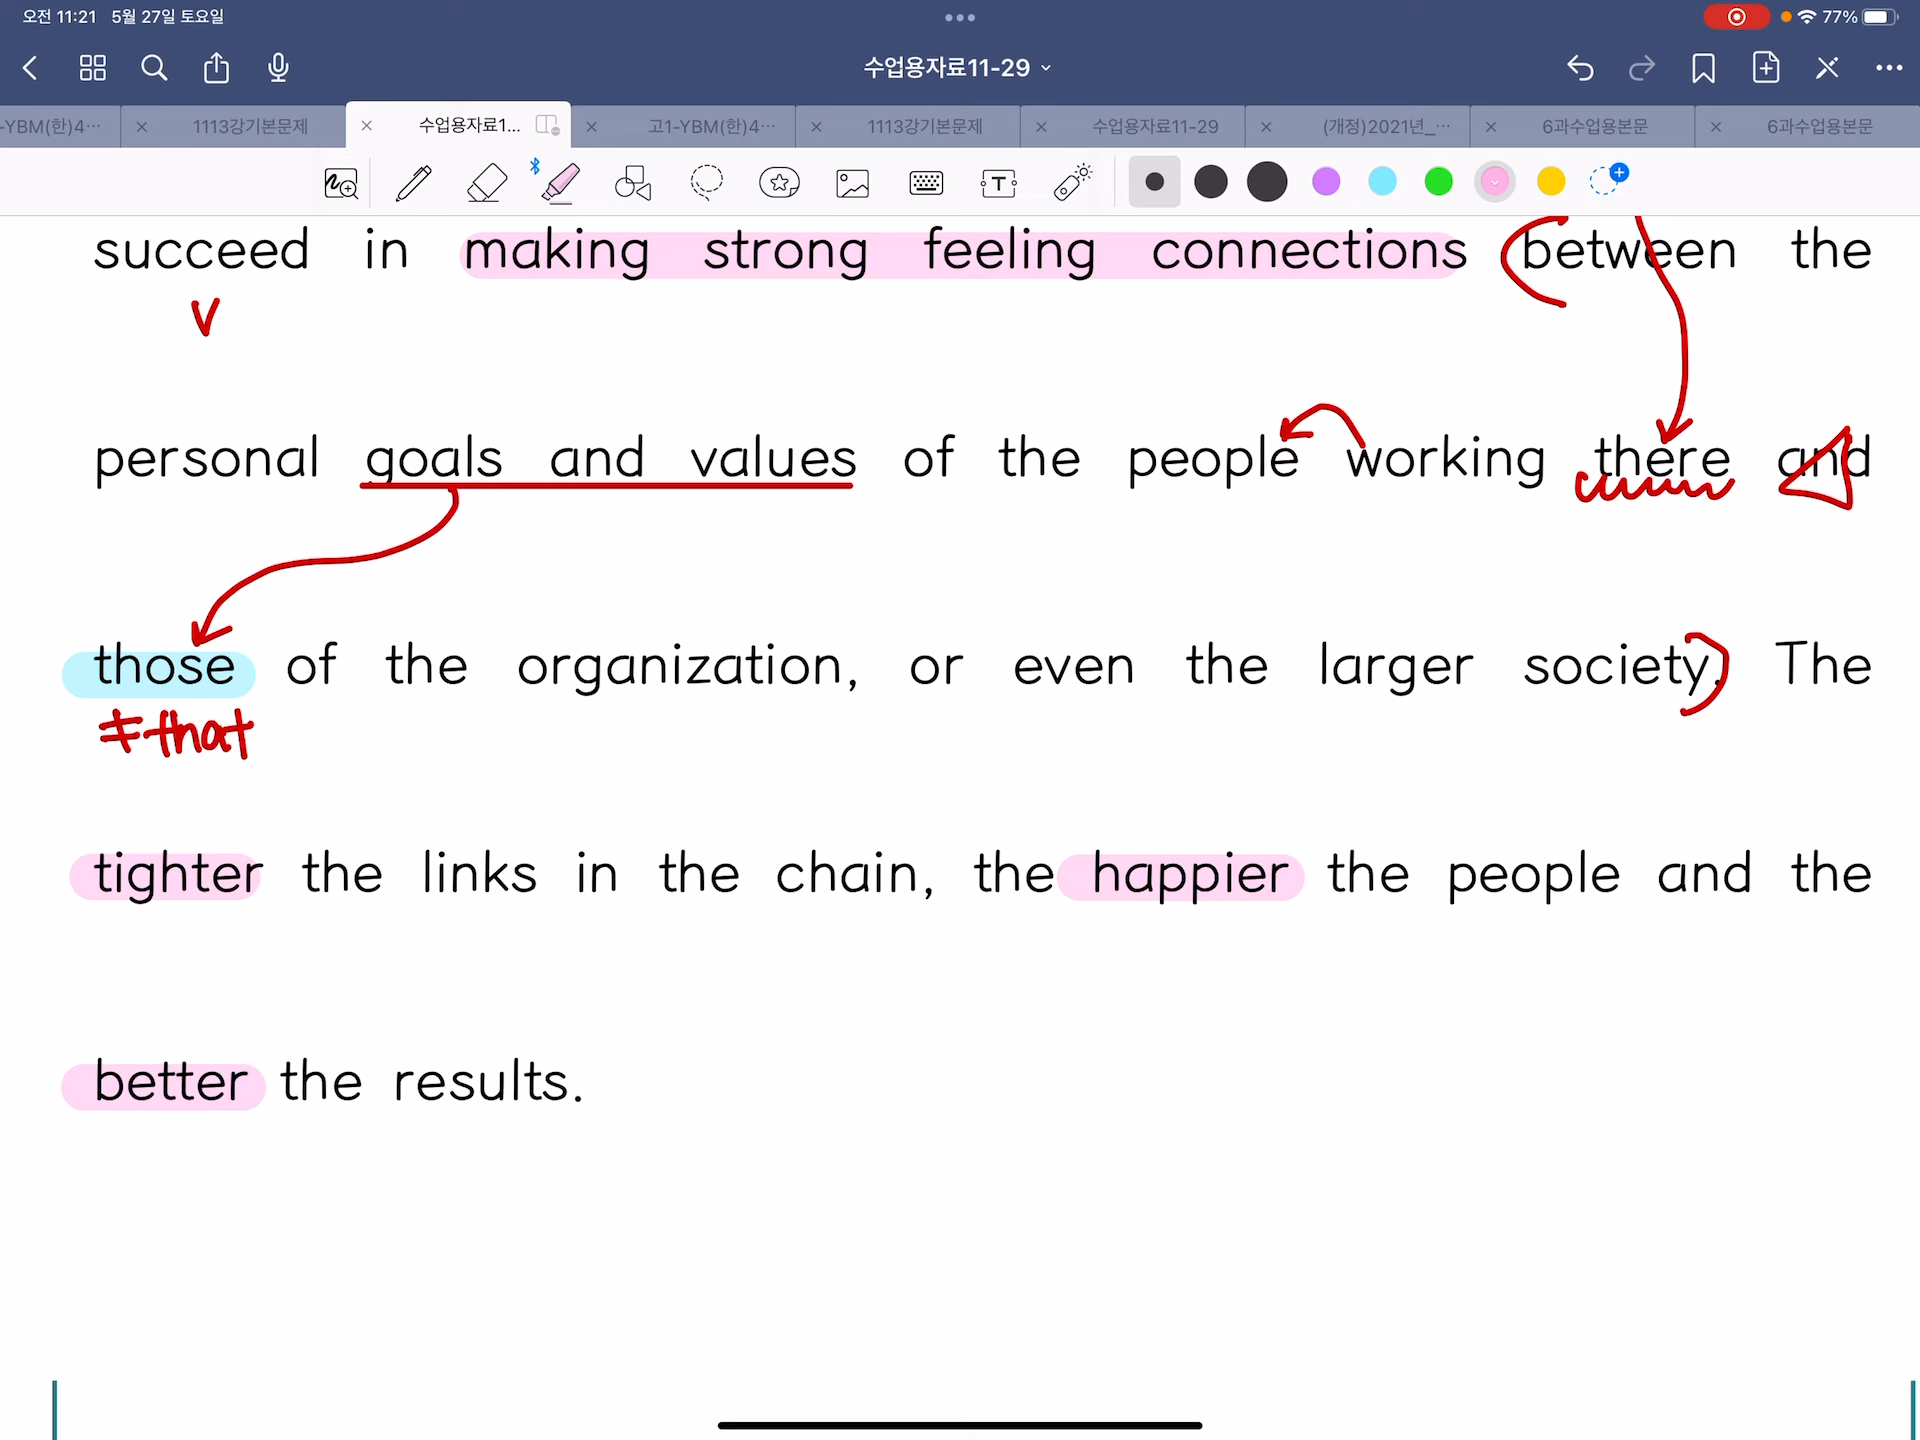 오전 11:21 5월 27일 토요일
77%
수업용자료11-29
-YBM(한)4… 1113강기본문제 수업용자료1... 고1-YBM(한)4… 1113강기본문제 수업용자료11-29 (개정)2021년_… 6과수업용본문 6과수업용본문
succeed in making strong feeling connections between the
v
personal goals and values of the people working there and
those of the organization, or even the larger society. The
≠that
tighter the links in the chain, the happier the people and the
better the results.